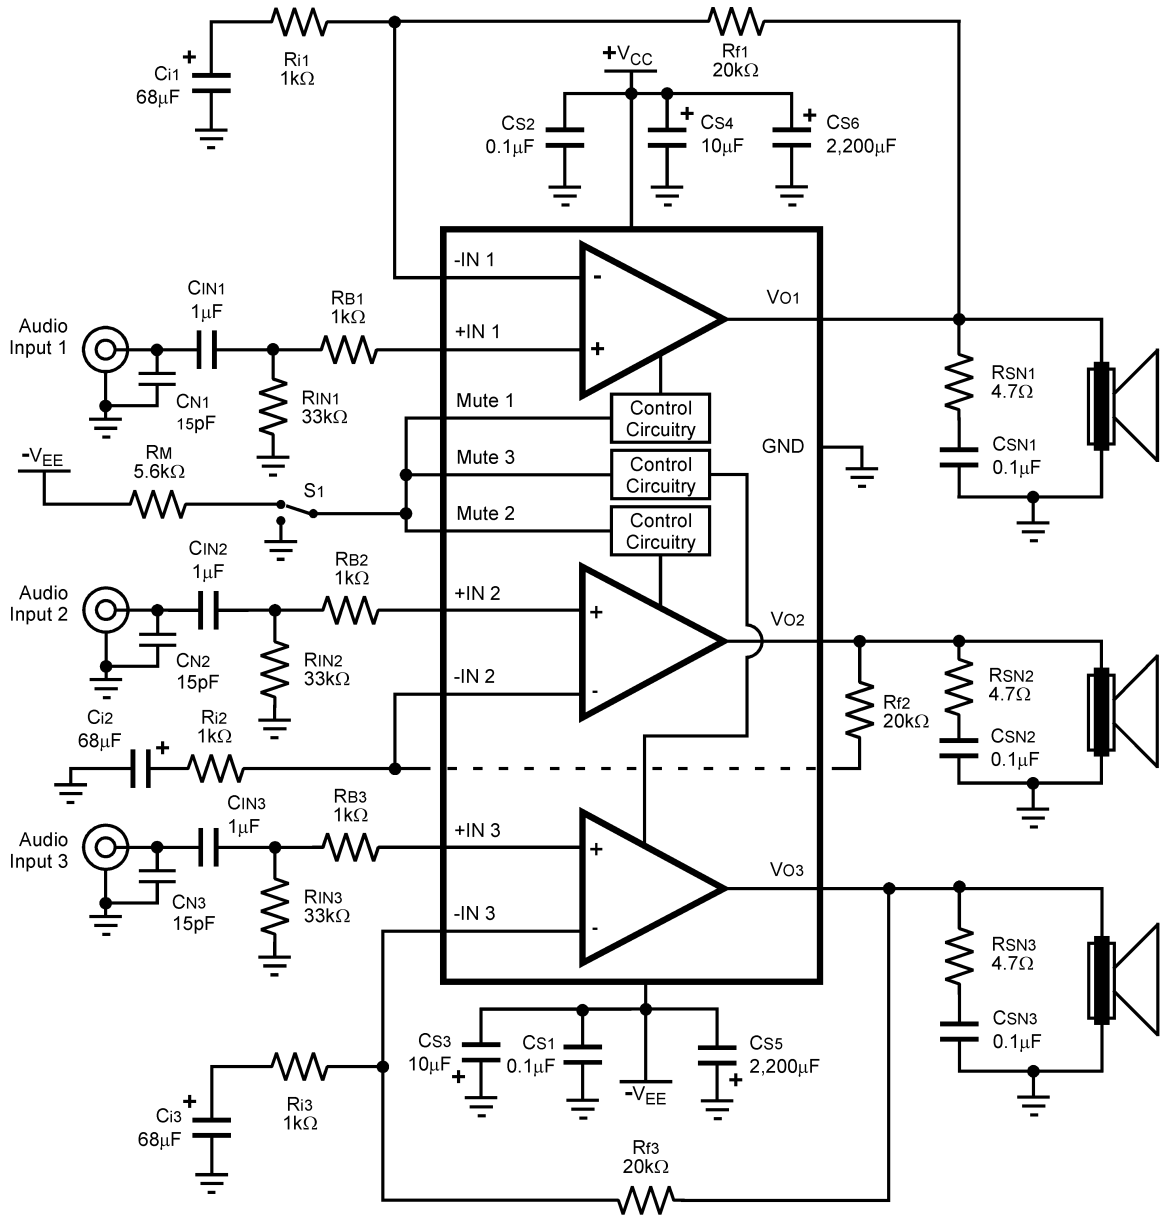 Ri1
1kΩ
Rf1
20kΩ
+VCC
Ci1
68µF
CS2
0.1µF
CS4
10µF
CS6
2,200µF
+
+
+
-IN 1
-
VO1
CIN1
1µF
RB1
1kΩ
Audio
Input 1
+IN 1
+
RSN1
4.7Ω
CN1
15pF
RIN1
33kΩ
Mute 1
Control
Circuitry
GND
CSN1
0.1µF
-VEE
RM
5.6kΩ
S1
Mute 3
Control
Circuitry
Mute 2
Control
Circuitry
CIN2
1µF
RB2
1kΩ
Audio
Input 2
+IN 2
+
VO2
CN2
15pF
RIN2
33kΩ
-IN 2
-
RSN2
4.7Ω
Rf2
20kΩ
Ci2
68µF
+
Ri2
1kΩ
CSN2
0.1µF
CIN3
1µF
RB3
1kΩ
Audio
Input 3
+IN 3
+
VO3
CN3
15pF
RIN3
33kΩ
-IN 3
-
RSN3
4.7Ω
CSN3
0.1µF
CS3
10µF
+
CS1
0.1µF
CS5
2,200µF
+
-VEE
Ci3
68µF
+
Ri3
1kΩ
Rf3
20kΩ